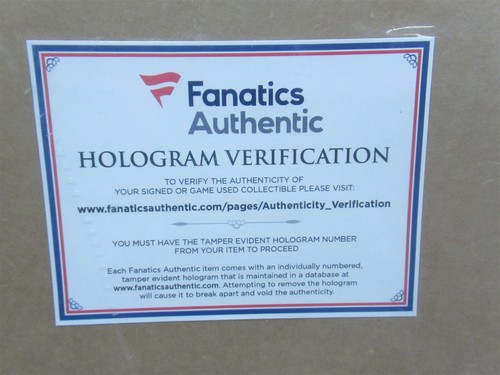 Fanatics
Authentic
HOLOGRAM VERIFICATION
TO VERIFY THE AUTHENTICITY OF
YOUR SIGNED OR GAME USED COLLECTIBLE PLEASE VISIT:
www.fanaticsauthentic.com/pages/Authenticity_Verification
YOU MUST HAVE THE TAMPER EVIDENT HOLOGRAM NUMBER
FROM YOUR ITEM TO PROCEED
Each Fanatics Authentic item comes with an individually numbered,
tamper evident hologram that is maintained in a database at
www.fanaticsauthentic.com. Attempting to remove the hologram
will cause it to break apart and void the authenticity.